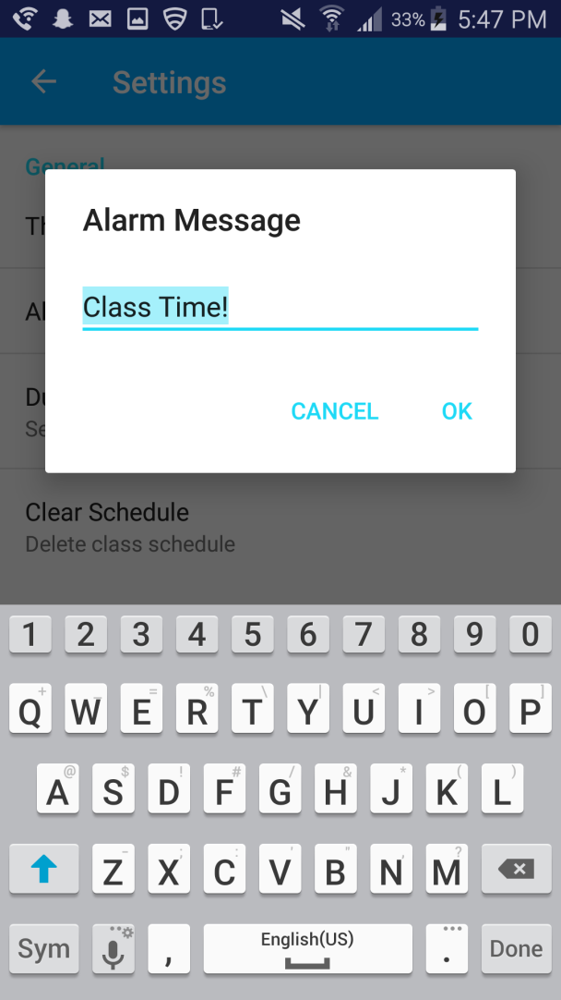 33% 5:47 PM
Settings
General
Th
Alarm Message
Al
Class Time!
Du
Se
CANCEL OK
Clear Schedule
Delete class schedule
1 2 3 4 5 6 7 8 9 0
+ _ = % \ | < > [ ]
Q W E R T Y U I O P
@ $ ! # / & * ( )
A S D F G H J K L
- ; : ' " , ?
Z X C V B N M
Sym , English(US) . Done